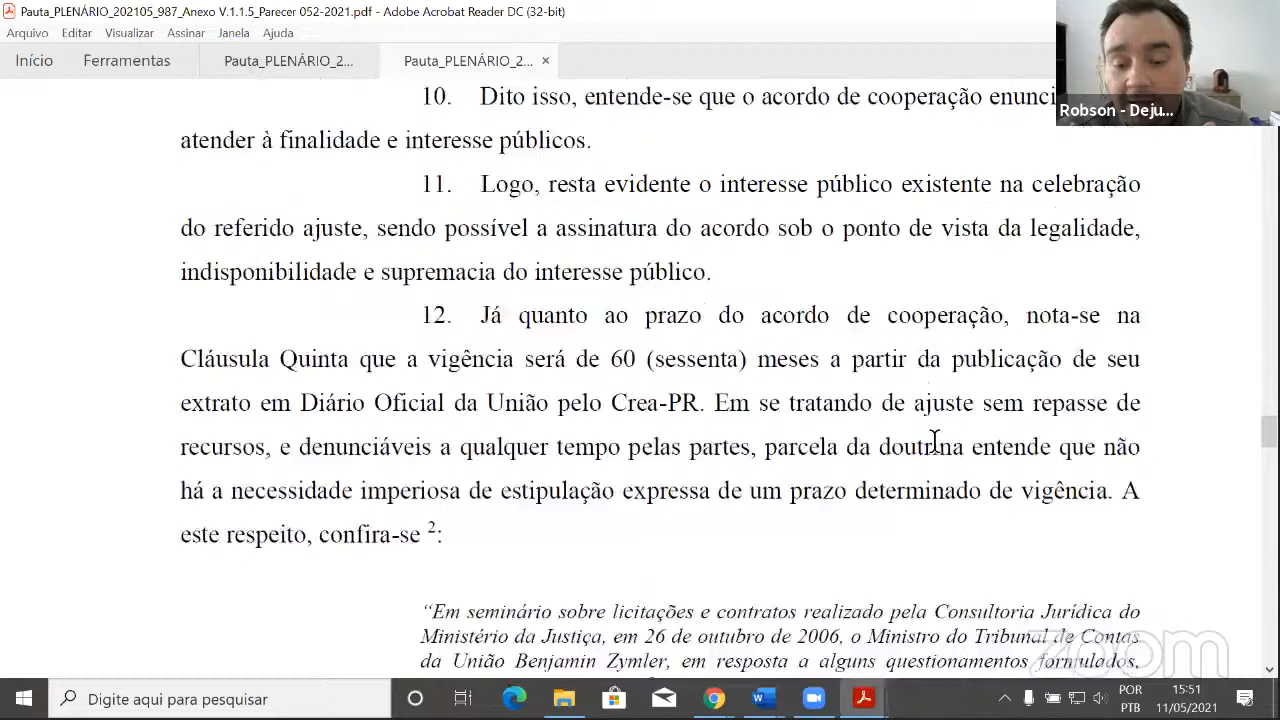 Pauta_PLENÁRIO_202105_987_Anexo V.1.1.5_Parecer 052-2021.pdf - Adobe Acrobat Reader DC (32-bit)
Arquivo Editar Visualizar Assinar Janela Ajuda
Início Ferramentas Pauta_PLENÁRIO_2... Pauta_PLENÁRIO_2... ×
Robson - Deju...
10. Dito isso, entende-se que o acordo de cooperação
atender à finalidade e interesse públicos.
11. Logo, resta evidente o interesse público existente na celebração
do referido ajuste, sendo possível a assinatura do acordo sob o ponto de vista da legalidade,
indisponibilidade e supremacia do interesse público.
12. Já quanto ao prazo do acordo de cooperação, nota-se na
Cláusula Quinta que a vigência será de 60 (sessenta) meses a partir da publicação de seu
extrato em Diário Oficial da União pelo Crea-PR. Em se tratando de ajuste sem repasse de
recursos, e denunciáveis a qualquer tempo pelas partes, parcela da doutrina entende que não
há a necessidade imperiosa de estipulação expressa de um prazo determinado de vigência. A
este respeito, confira-se 2:
“Em seminário sobre licitações e contratos realizado pela Consultoria Jurídica do
Ministério da Justiça, em 26 de outubro de 2006, o Ministro do Tribunal de Contas
da União Benjamin Zymler, em resposta a alguns questionamentos formulados,
zoom
Digite aqui para pesquisar
POR
PTB
15:51
11/05/2021